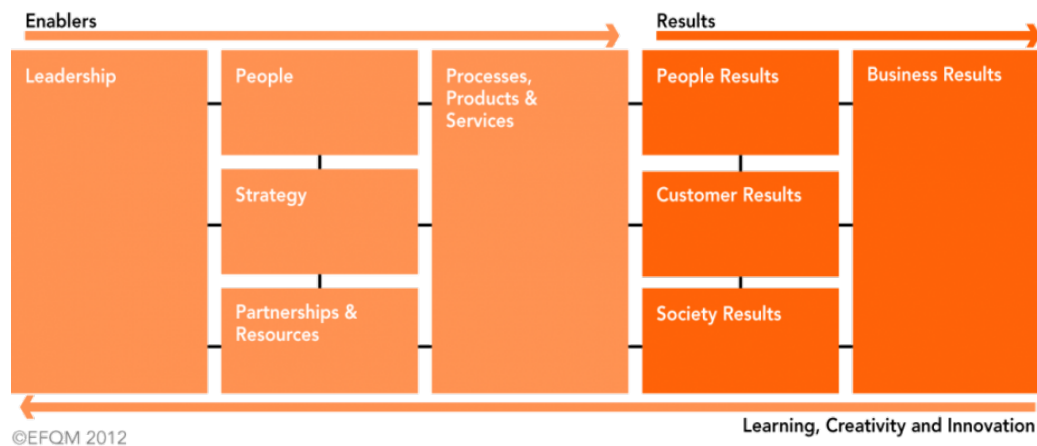 Enablers
Results
Leadership
People
Processes,
Products &
Services
People Results
Business Results
Strategy
Customer Results
Partnerships &
Resources
Society Results
Learning, Creativity and Innovation
©EFQM 2012